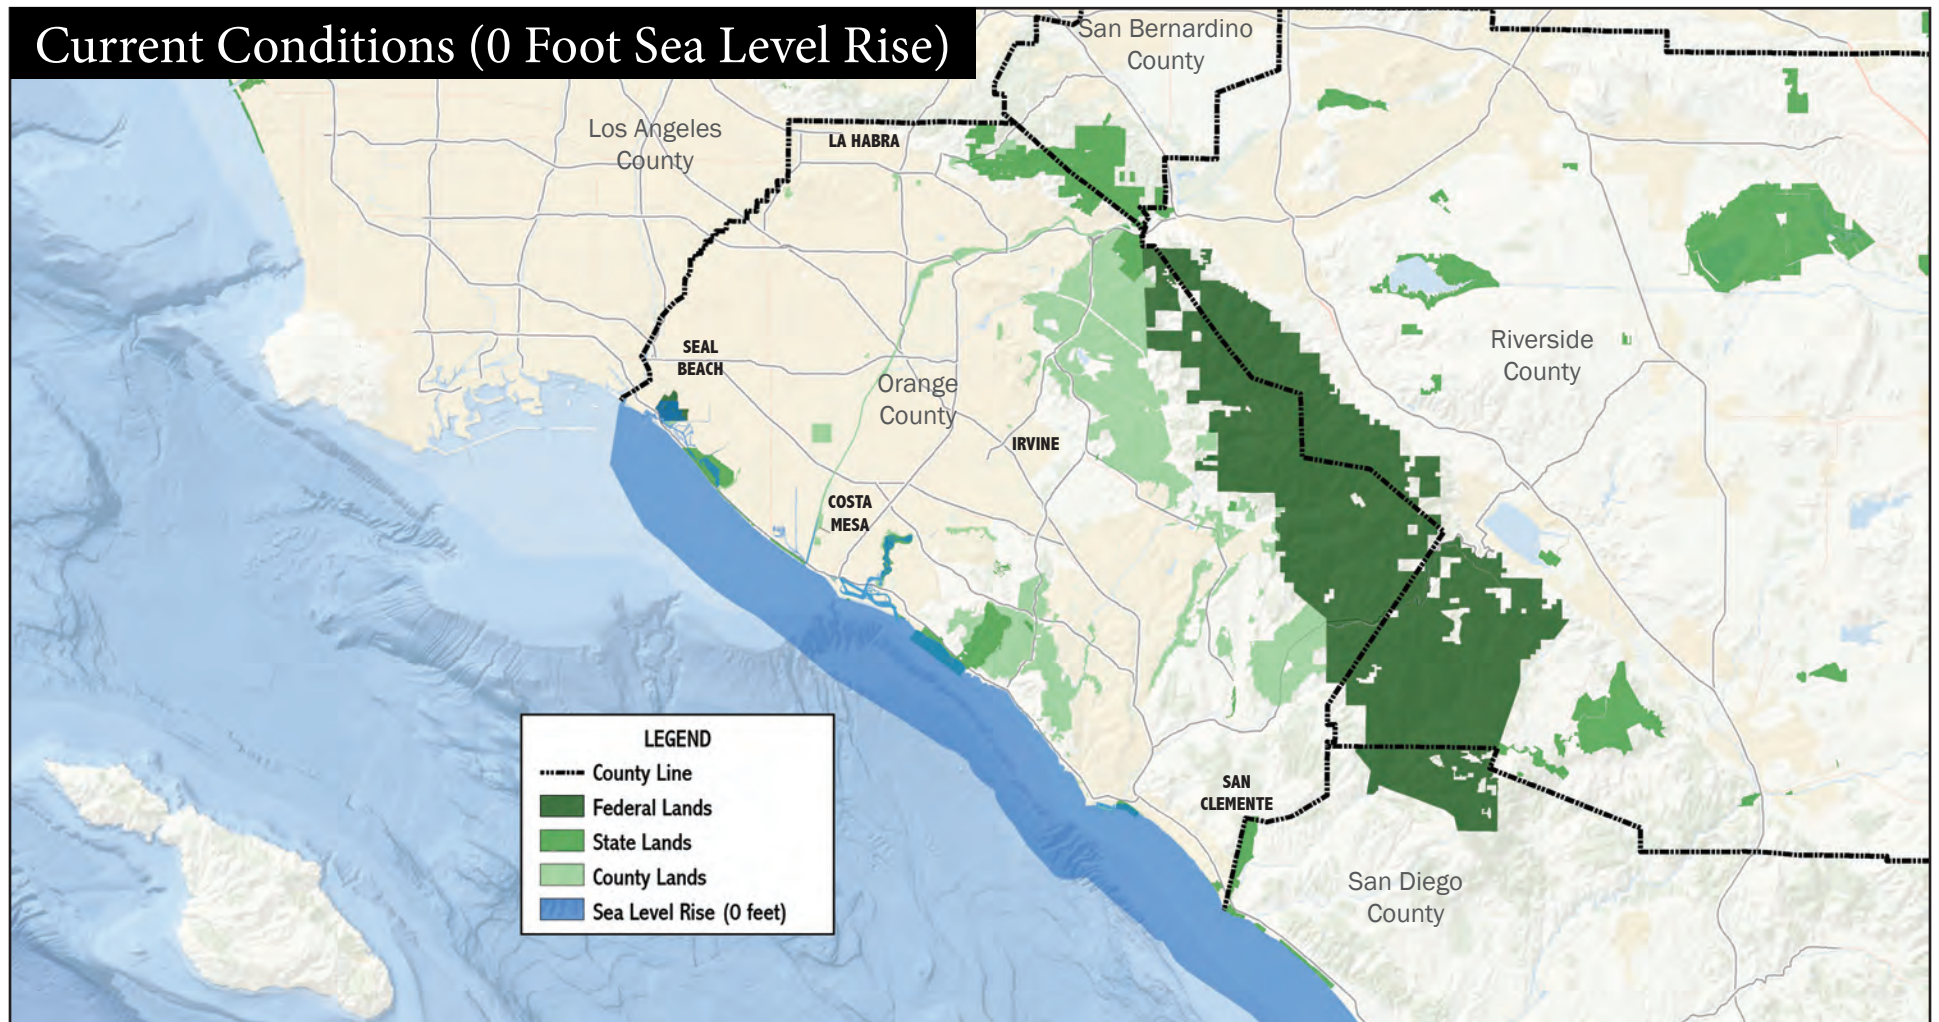 Current Conditions (0 Foot Sea Level Rise)
San Bernardino
County
Los Angeles
County
LA HABRA
SEAL
BEACH
Orange
County
Riverside
County
IRVINE
COSTA
MESA
SAN
CLEMENTE
San Diego
County
LEGEND
County Line
Federal Lands
State Lands
County Lands
Sea Level Rise (0 feet)